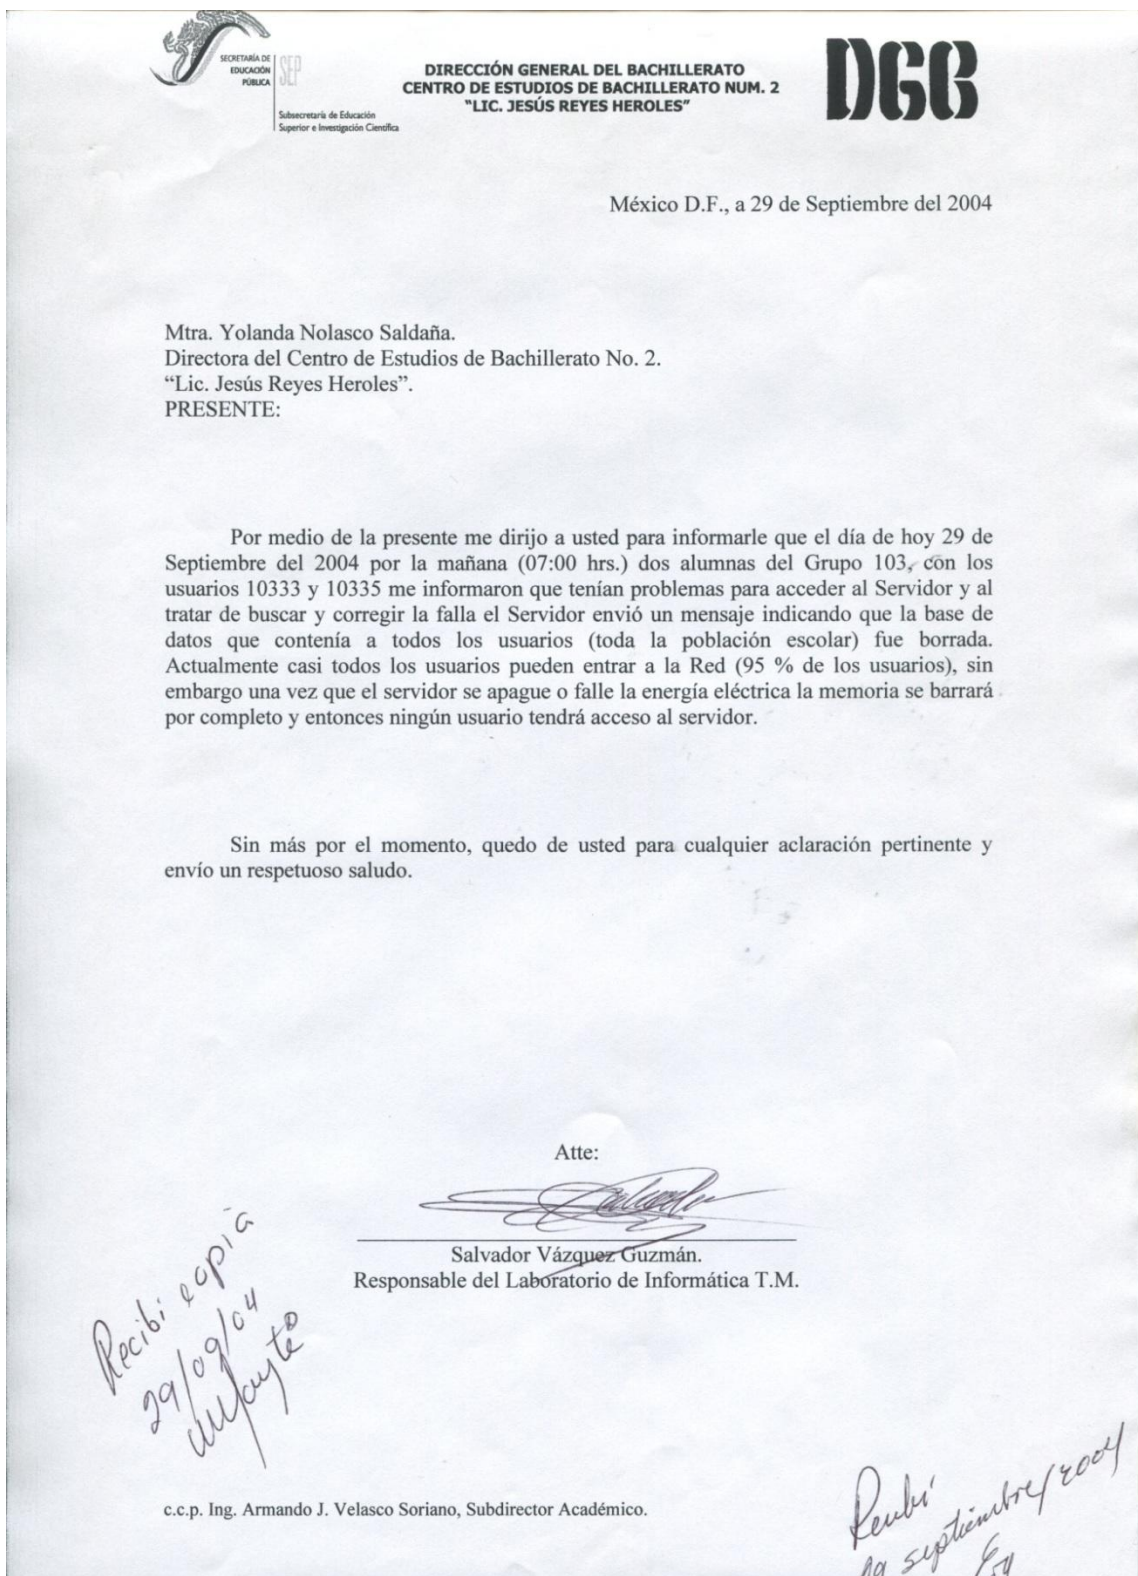 SECRETARÍA DE
EDUCACIÓN
PÚBLICA
SEP
Subsecretaría de Educación
Superior e Investigación Científica
DIRECCIÓN GENERAL DEL BACHILLERATO
CENTRO DE ESTUDIOS DE BACHILLERATO NUM. 2
"LIC. JESÚS REYES HEROLES"
DGB
México D.F., a 29 de Septiembre del 2004
Mtra. Yolanda Nolasco Saldaña.
Directora del Centro de Estudios de Bachillerato No. 2.
“Lic. Jesús Reyes Heroles”.
PRESENTE:
Por medio de la presente me dirijo a usted para informarle que el día de hoy 29 de
Septiembre del 2004 por la mañana (07:00 hrs.) dos alumnas del Grupo 103, con los
usuarios 10333 y 10335 me informaron que tenían problemas para acceder al Servidor y al
tratar de buscar y corregir la falla el Servidor envió un mensaje indicando que la base de
datos que contenía a todos los usuarios (toda la población escolar) fue borrada.
Actualmente casi todos los usuarios pueden entrar a la Red (95 % de los usuarios), sin
embargo una vez que el servidor se apague o falle la energía eléctrica la memoria se barrará
por completo y entonces ningún usuario tendrá acceso al servidor.
Sin más por el momento, quedo de usted para cualquier aclaración pertinente y
envío un respetuoso saludo.
Atte:
Salvador Vázquez Guzmán.
Responsable del Laboratorio de Informática T.M.
Recibi copia
29/09/04
c.c.p. Ing. Armando J. Velasco Soriano, Subdirector Académico.
Recibí
septiembre/2004